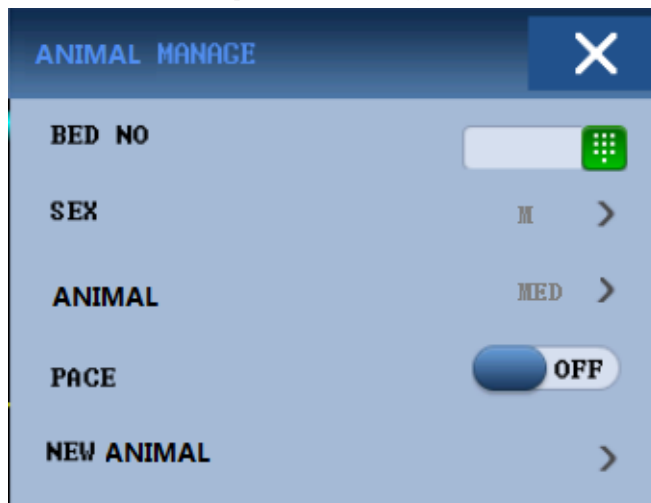 ANIMAL MANAGE
BED NO
SEX M
ANIMAL MED
PACE OFF
NEW ANIMAL